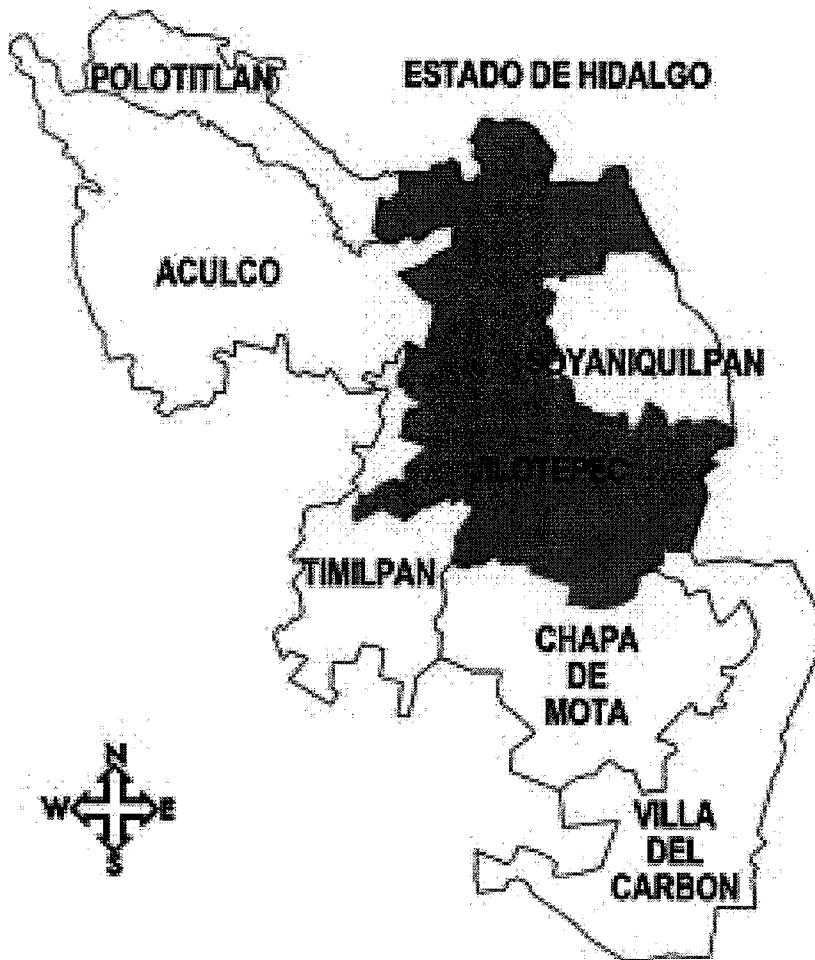 POLOTITLAN
ESTADO DE HIDALGO
ACULCO
SOYANIQUILPAN
JILOTEPEC
TIMILPAN
CHAPA
DE
MOTA
N
W E
S
VILLA
DEL
CARBON